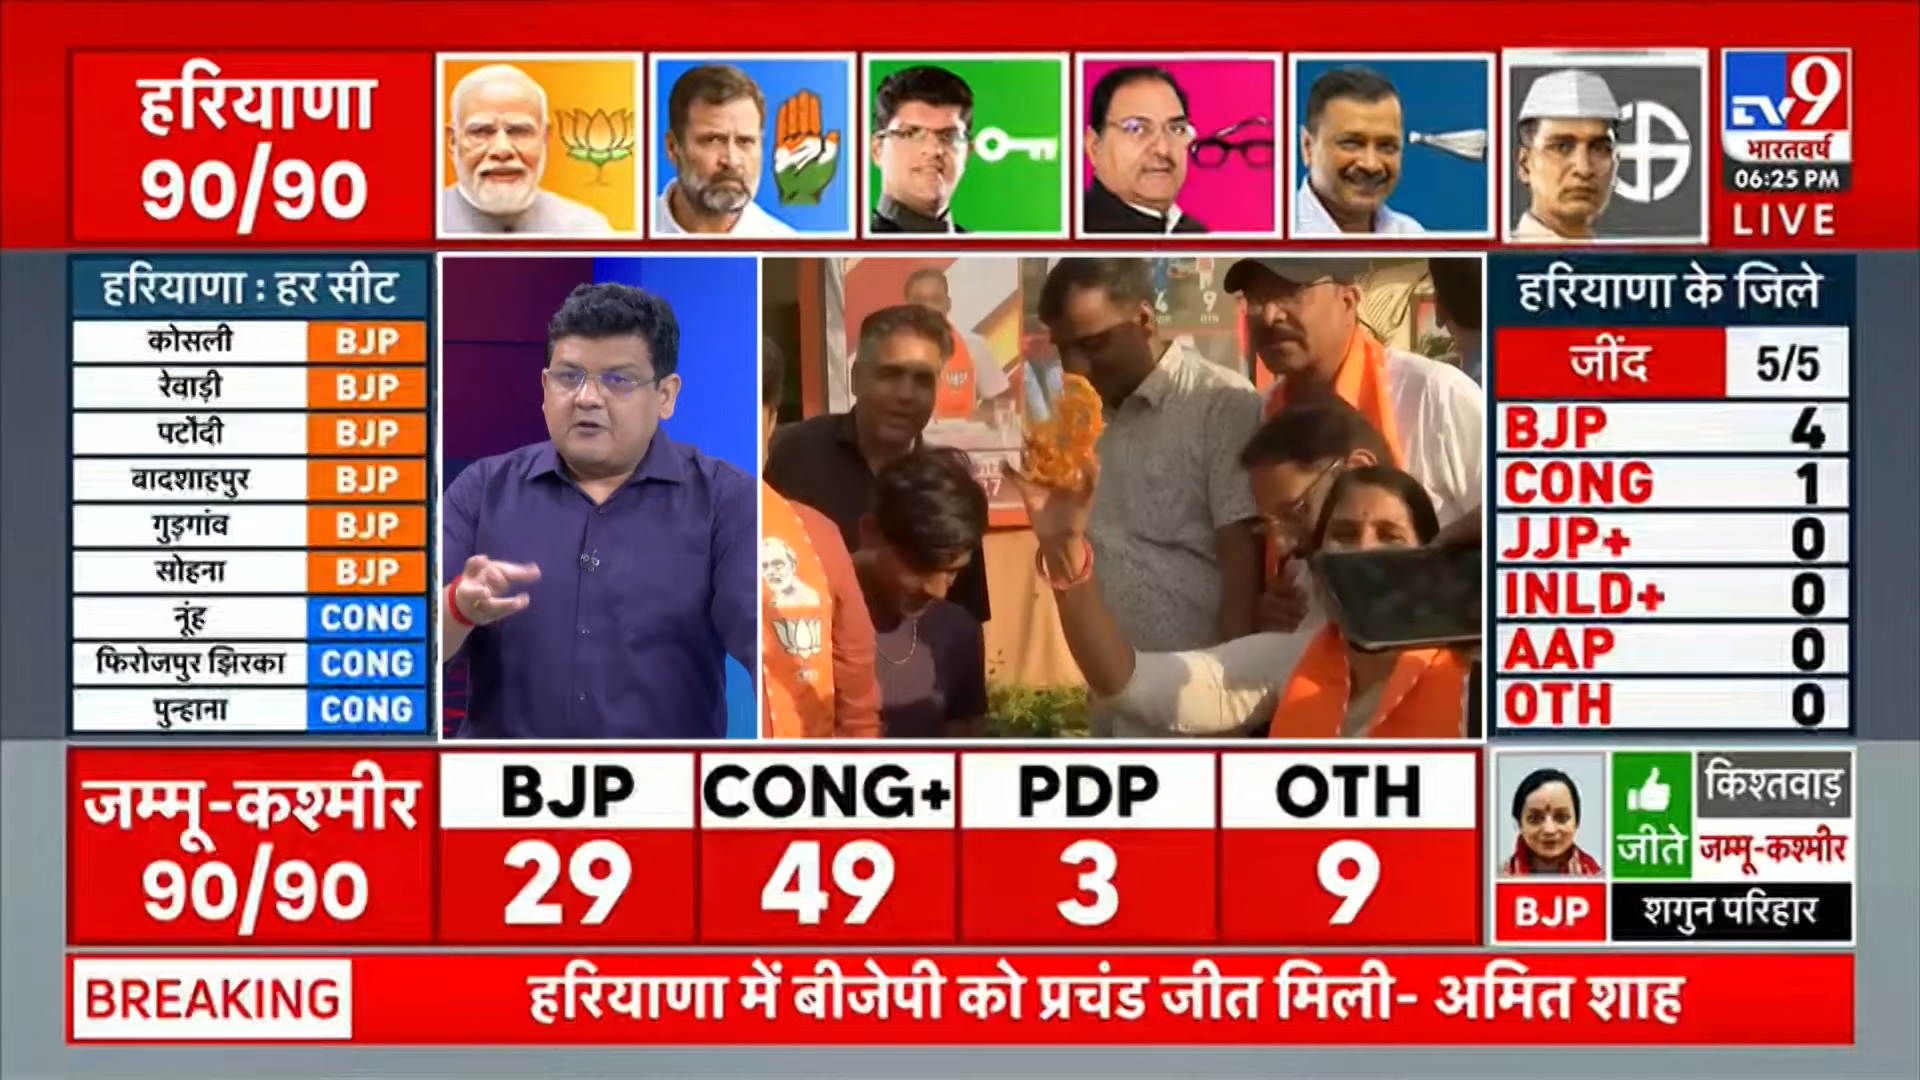 हरियाणा
90/90
TV9
भारतवर्ष
06:25 PM
LIVE
हरियाणा : हर सीट
कोसली BJP
रेवाड़ी BJP
पटौदी BJP
बादशाहपुर BJP
गुड़गांव BJP
सोहना BJP
नूंह CONG
फिरोजपुर झिरका CONG
पुन्हाना CONG
9
OTH
हरियाणा के जिले
जींद 5/5
BJP 4
CONG 1
JJP+ 0
INLD+ 0
AAP 0
OTH 0
जम्मू-कश्मीर
90/90
BJP CONG+ PDP OTH
29 49 3 9
किश्तवाड़
जीते जम्मू-कश्मीर
BJP शगुन परिहार
BREAKING हरियाणा में बीजेपी को प्रचंड जीत मिली- अमित शाह